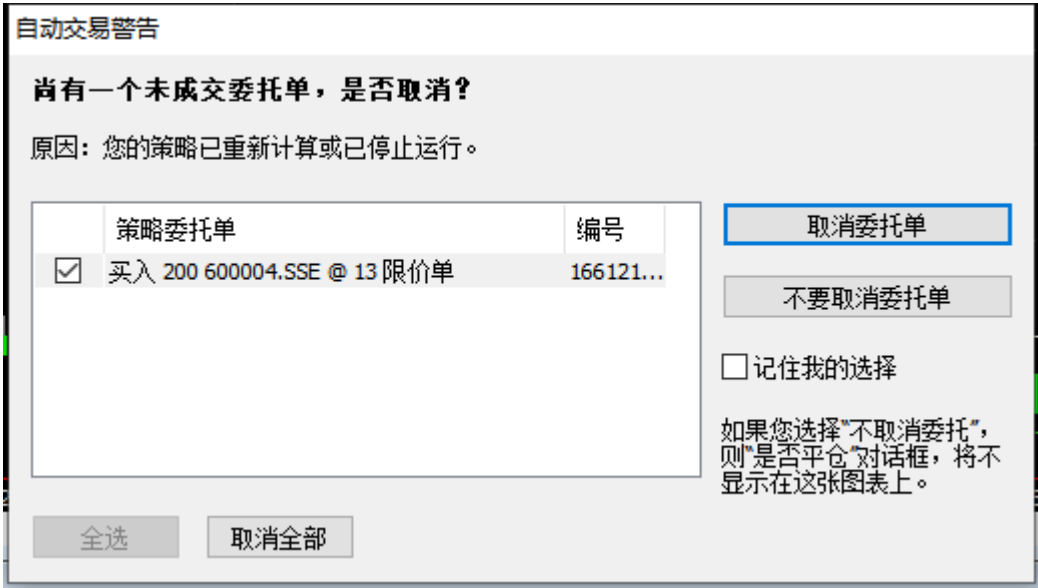 自动交易警告
尚有一个未成交委托单，是否取消？
原因：您的策略已重新计算或已停止运行。
策略委托单 编号
买入 200 600004.SSE @ 13 限价单 166121...
取消委托单
不要取消委托单
记住我的选择
如果您选择“不取消委托”，
则“是否平仓”对话框，将不
显示在这张图表上。
全选 取消全部